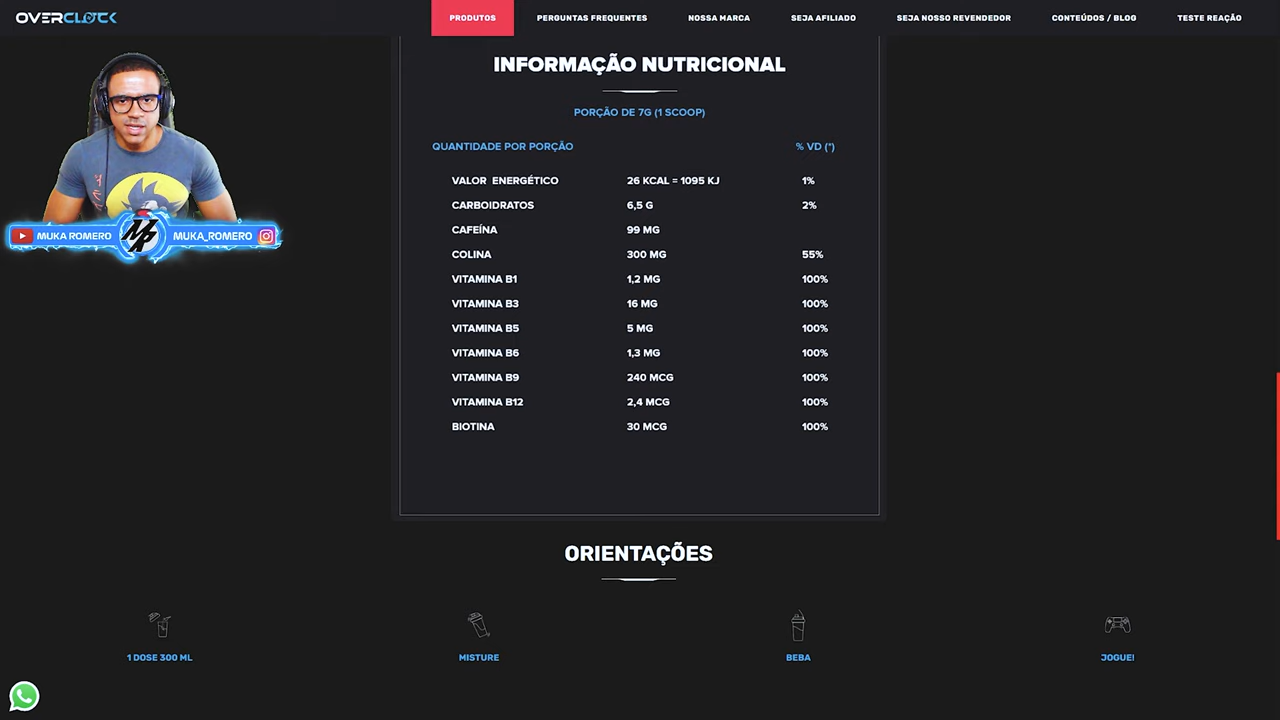 OVERCLOCK
PRODUTOS
PERGUNTAS FREQUENTES
NOSSA MARCA
SEJA AFILIADO
SEJA NOSSO REVENDEDOR
CONTEÚDOS / BLOG
TESTE REAÇÃO
INFORMAÇÃO NUTRICIONAL
PORÇÃO DE 7G (1 SCOOP)
QUANTIDADE POR PORÇÃO % VD (*)
VALOR ENERGÉTICO 26 KCAL = 1095 KJ 1%
CARBOIDRATOS 6,5 G 2%
CAFEÍNA 99 MG
COLINA 300 MG 55%
VITAMINA B1 1,2 MG 100%
VITAMINA B3 16 MG 100%
VITAMINA B5 5 MG 100%
VITAMINA B6 1,3 MG 100%
VITAMINA B9 240 MCG 100%
VITAMINA B12 2,4 MCG 100%
BIOTINA 30 MCG 100%
MUKA ROMERO
MR
MUKA_ROMERO
ORIENTAÇÕES
1 DOSE 300 ML
MISTURE
BEBA
JOGUE!